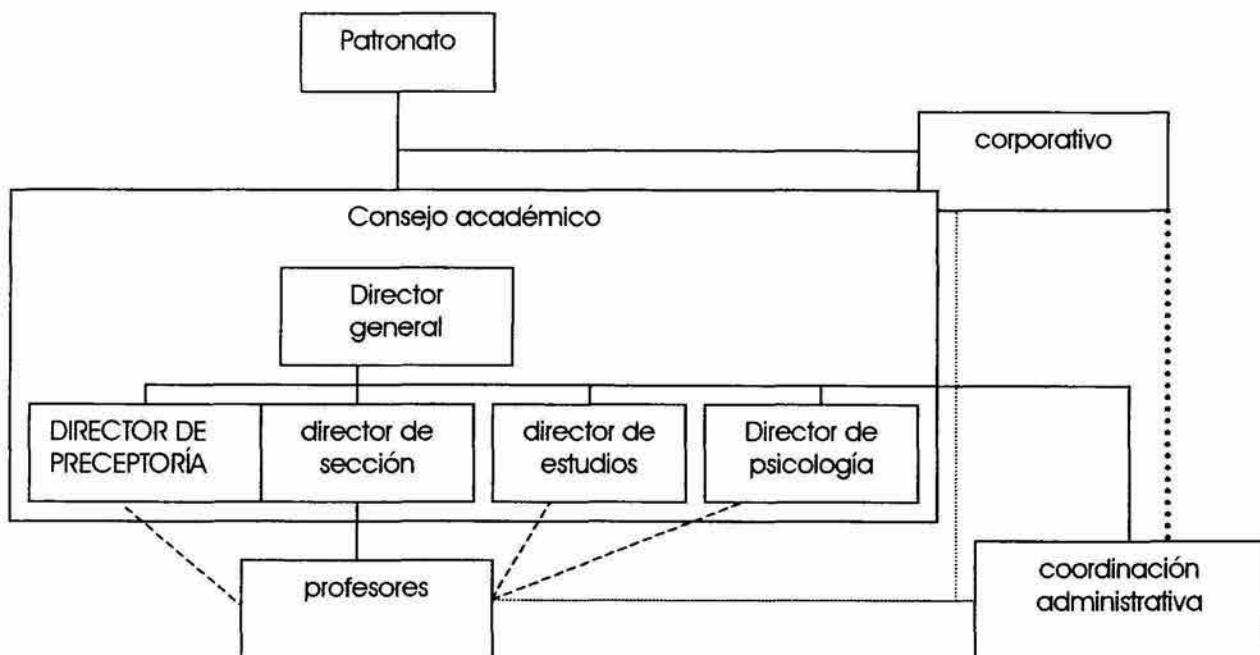 Patronato
corporativo
Consejo académico
Director
general
DIRECTOR DE
PRECEPTORÍA
director de
sección
director de
estudios
Director de
psicología
profesores
coordinación
administrativa